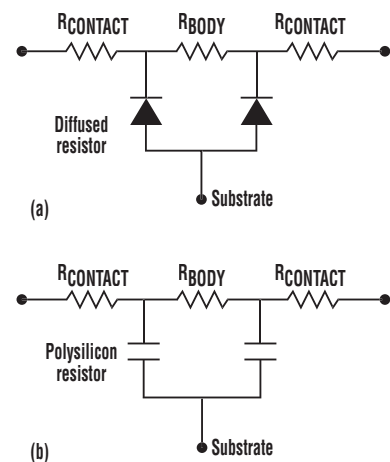 RCONTACT RBODY RCONTACT
Diffused
resistor
Substrate
(a)
RCONTACT RBODY RCONTACT
Polysilicon
resistor
Substrate
(b)